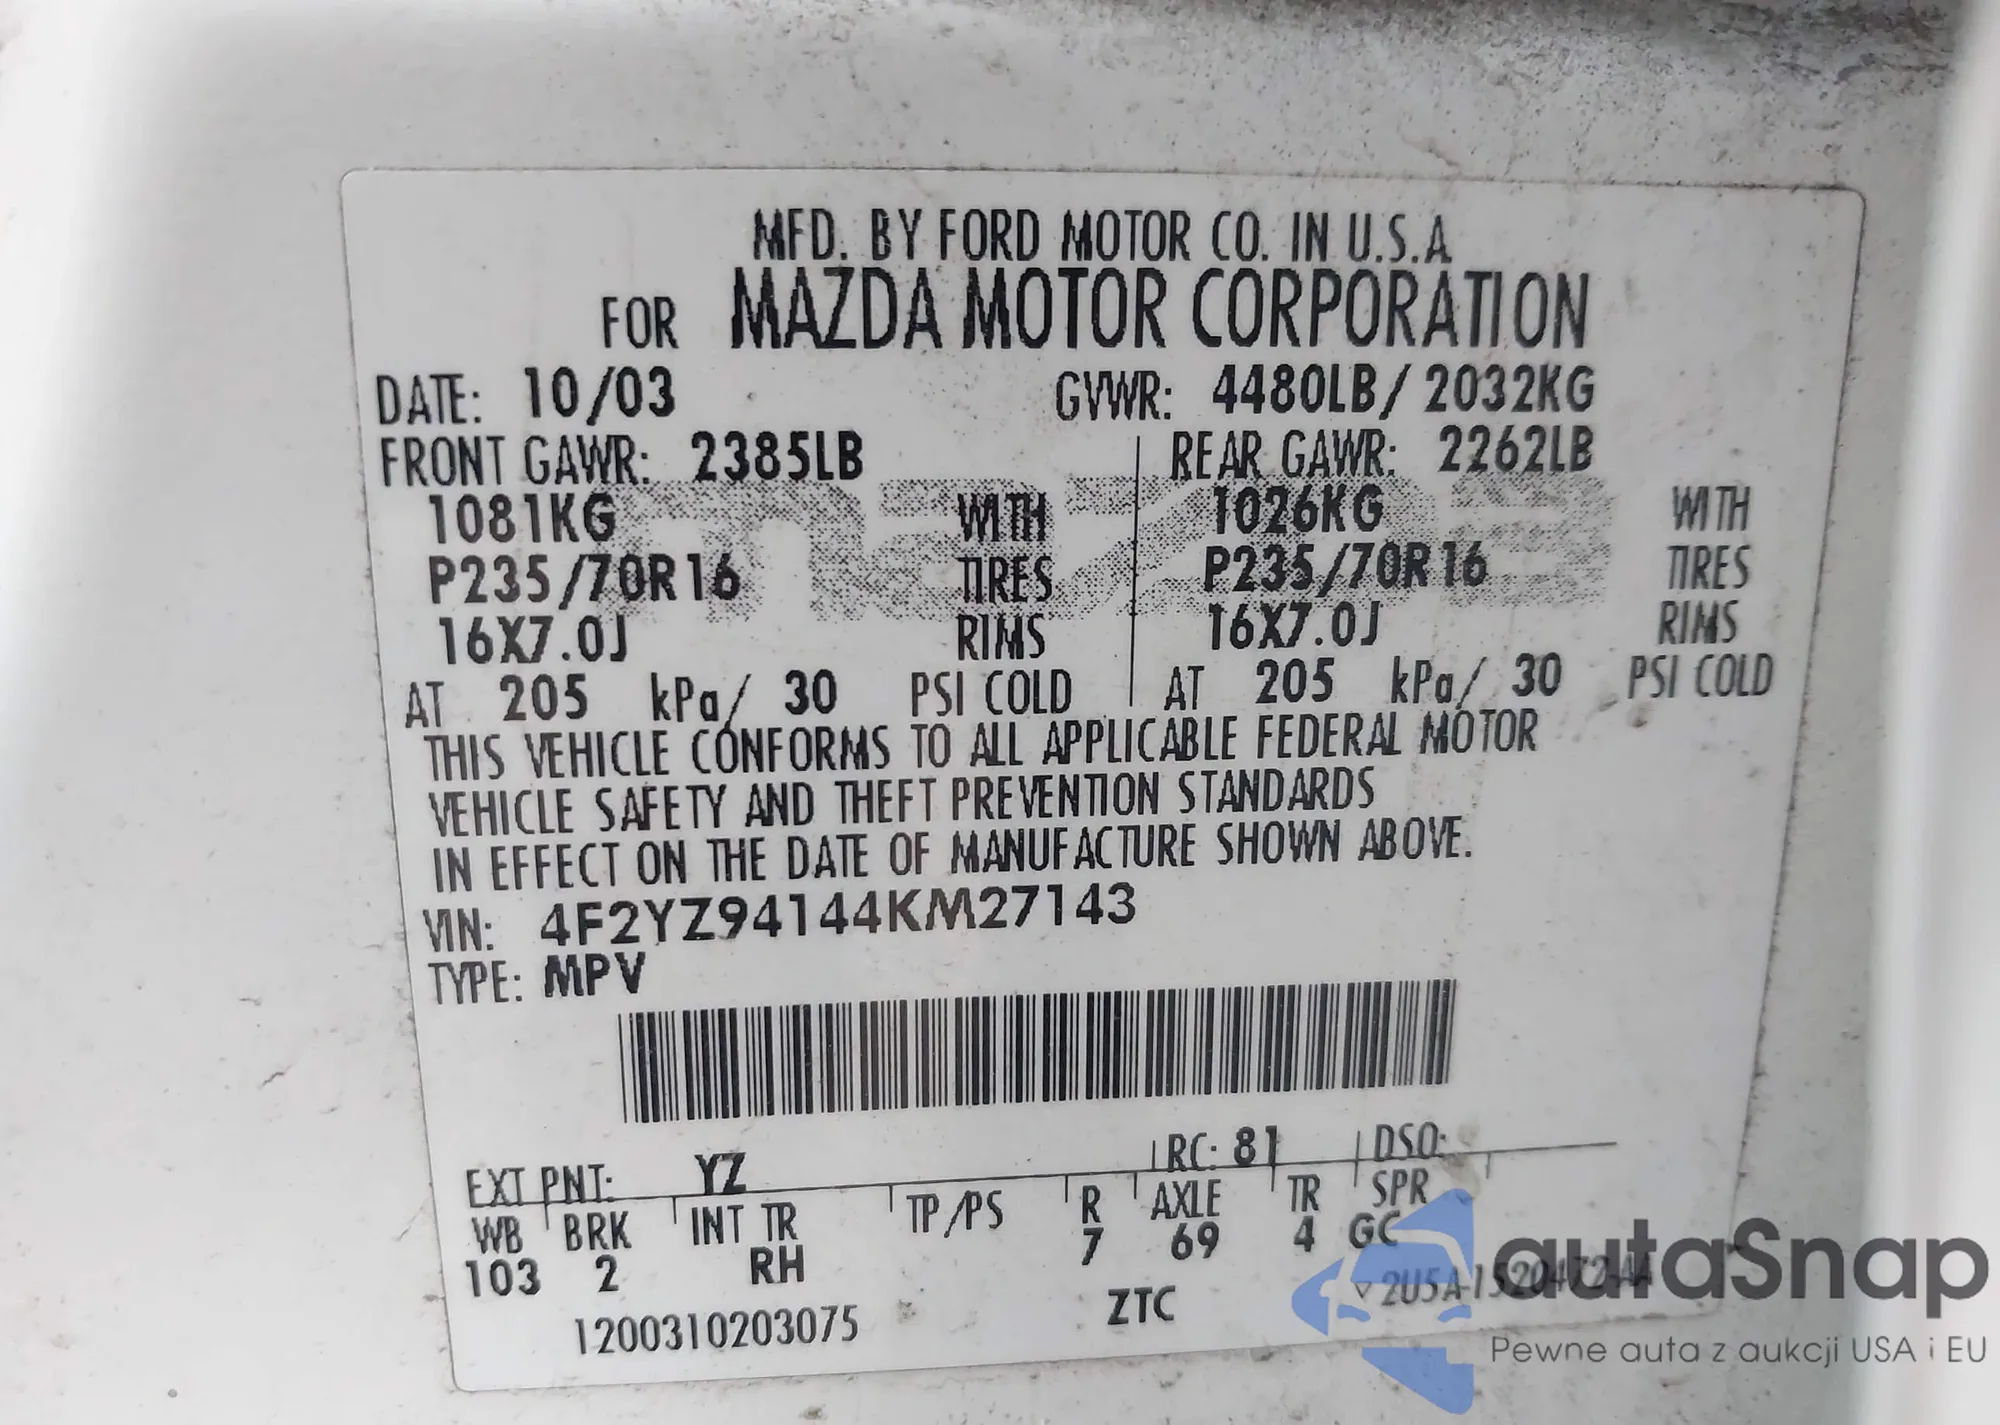 MFD. BY FORD MOTOR CO. IN U.S.A
FOR MAZDA MOTOR CORPORATION
DATE: 10/03 GVWR: 4480LB/ 2032KG
FRONT GAWR: 2385LB REAR GAWR: 2262LB
1081KG WITH 1026KG WITH
P235/70R16 TIRES P235/70R16 TIRES
16X7.0J RIMS 16X7.0J RIMS
AT 205 kPa/ 30 PSI COLD AT 205 kPa/ 30 PSI COLD
mazda
THIS VEHICLE CONFORMS TO ALL APPLICABLE FEDERAL MOTOR
VEHICLE SAFETY AND THEFT PREVENTION STANDARDS
IN EFFECT ON THE DATE OF MANUFACTURE SHOWN ABOVE.
VIN: 4F2YZ94144KM27143
TYPE: MPV
EXT PNT: YZ RC: 81 DSO:
WB BRK INT TR TP/PS R AXLE TR SPR
103 2 RH 7 69 4 GC
1200310203075 ZTC ▽ 2U5A-1520472-AA
autaSnap
Pewne auta z aukcji USA i EU